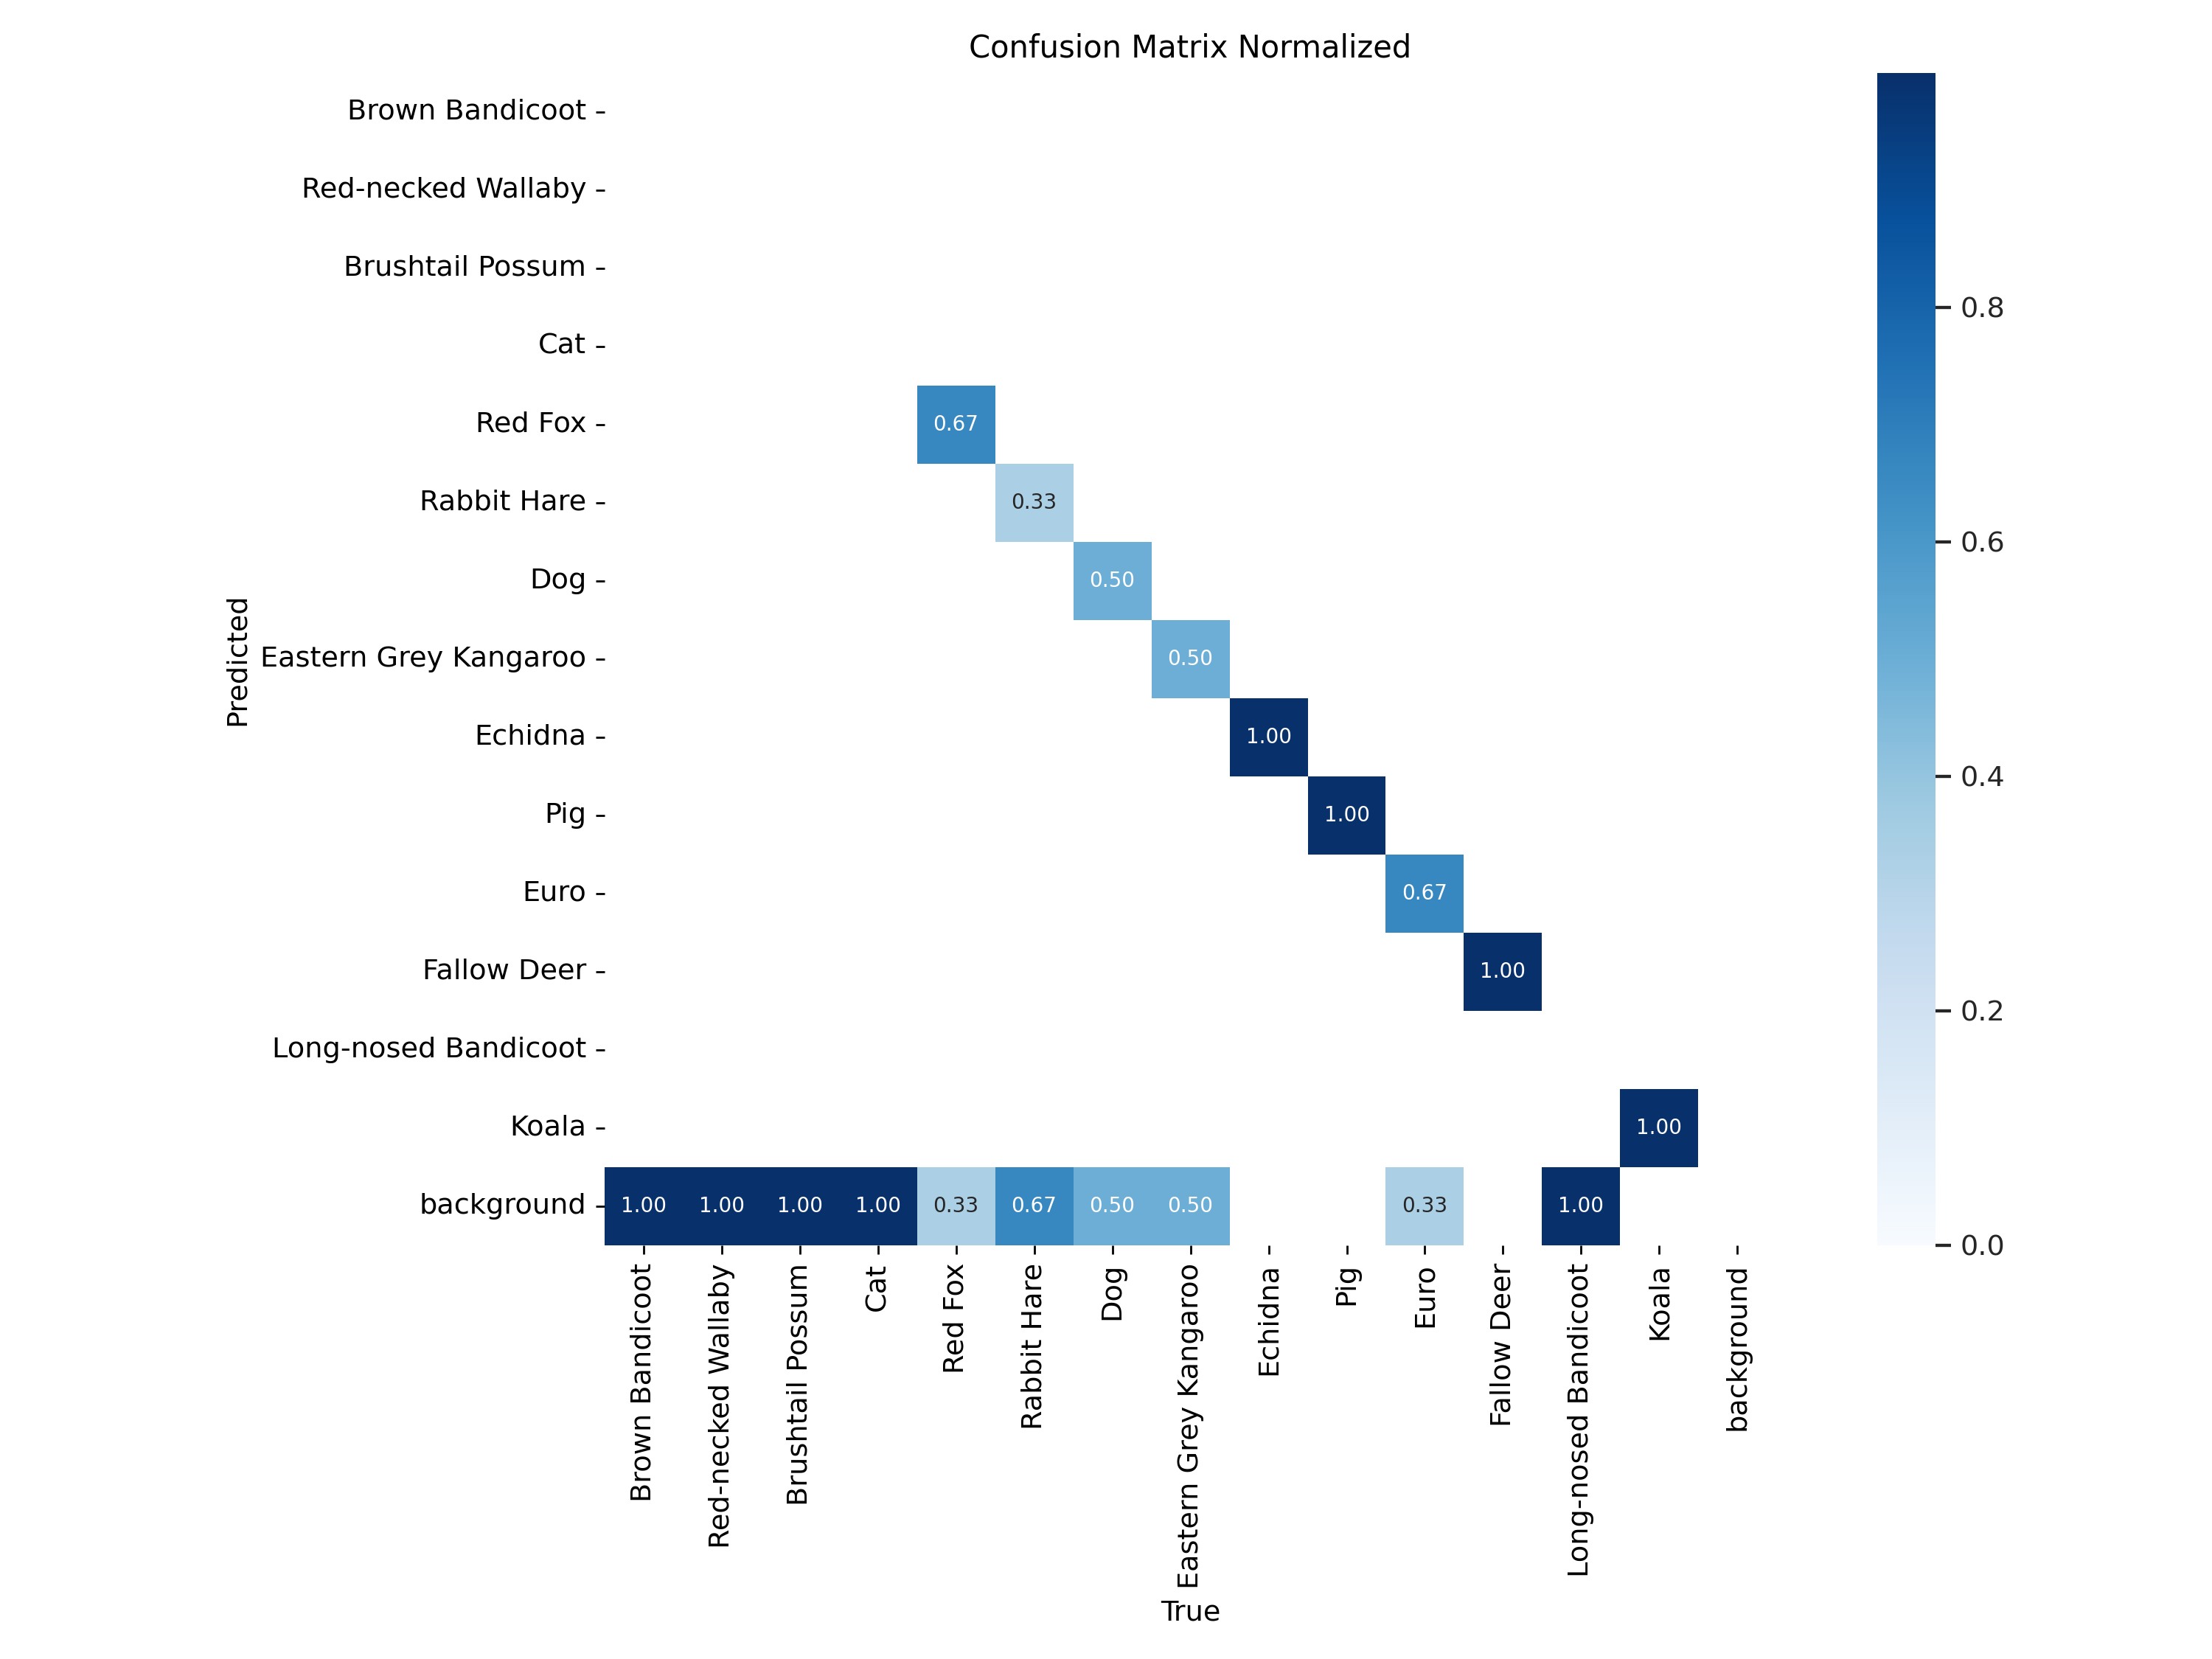 Confusion Matrix Normalized
Brown Bandicoot
Red-necked Wallaby
Brushtail Possum
Cat
Red Fox
Rabbit Hare
Dog
Eastern Grey Kangaroo
Echidna
Pig
Euro
Fallow Deer
Long-nosed Bandicoot
Koala
background
Predicted
0.67
0.33
0.50
0.50
1.00
1.00
0.67
1.00
1.00
1.00 1.00 1.00 1.00 0.33 0.67 0.50 0.50 0.33 1.00
Brown Bandicoot
Red-necked Wallaby
Brushtail Possum
Cat
Red Fox
Rabbit Hare
Dog
Eastern Grey Kangaroo
Echidna
Pig
Euro
Fallow Deer
Long-nosed Bandicoot
Koala
background
True
0.8
0.6
0.4
0.2
0.0